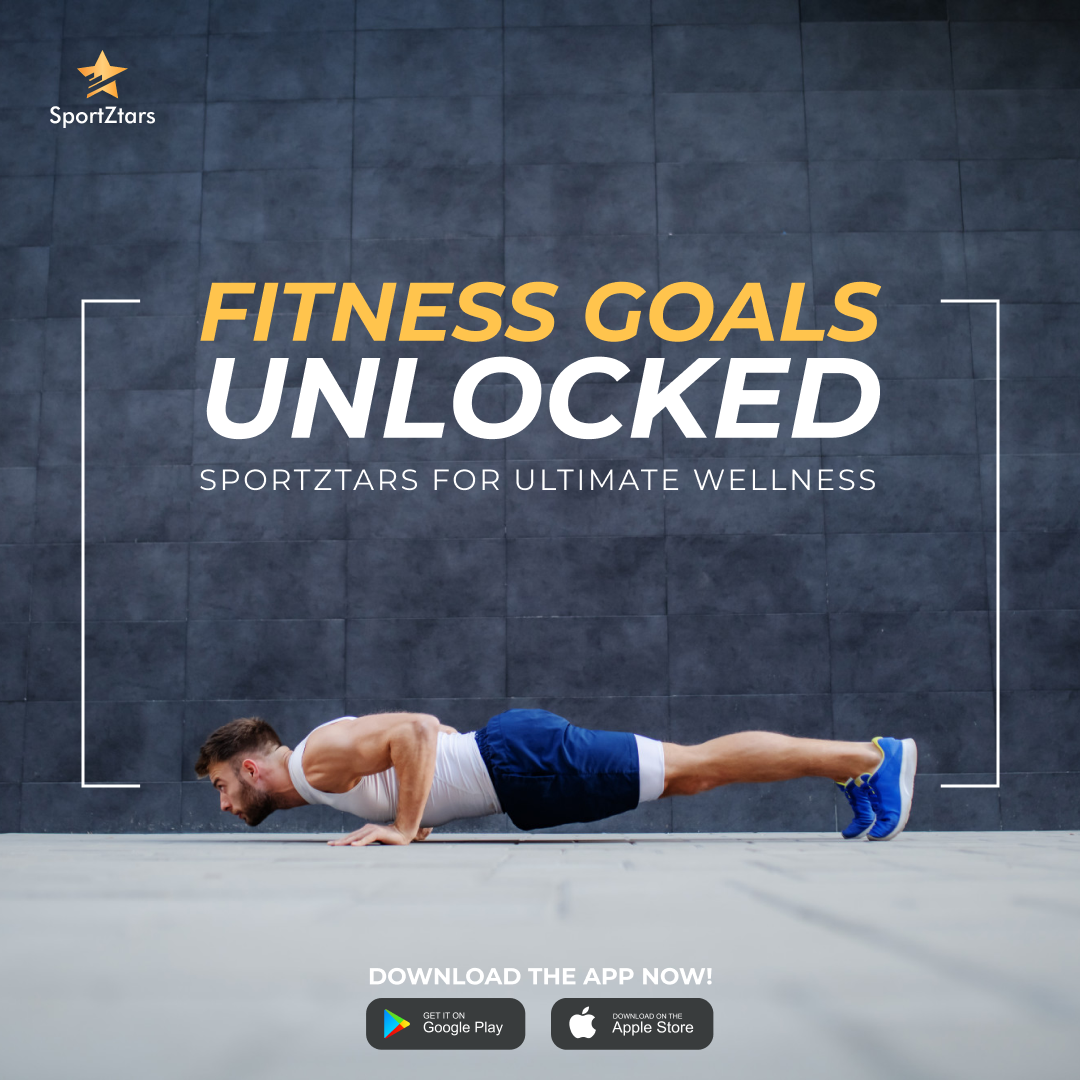 SportZtars
FITNESS GOALS
UNLOCKED
SPORTZTARS FOR ULTIMATE WELLNESS
DOWNLOAD THE APP NOW!
GET IT ON
Google Play
DOWNLOAD ON THE
Apple Store